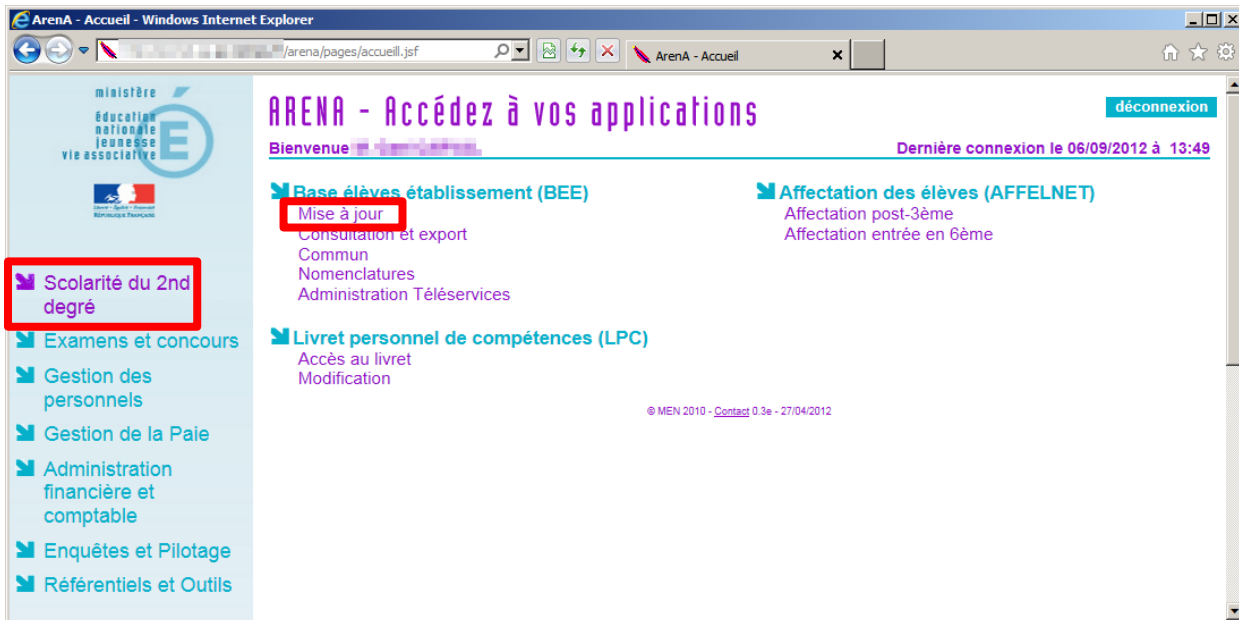 ArenA - Accueil - Windows Internet Explorer
/arena/pages/accueill.jsf
ArenA - Accueil
ministère
éducation
nationale
jeunesse
vie associative
Liberté • Égalité • Fraternité
RÉPUBLIQUE FRANÇAISE
Scolarité du 2nd
degré
Examens et concours
Gestion des
personnels
Gestion de la Paie
Administration
financière et
comptable
Enquêtes et Pilotage
Référentiels et Outils
ARENA - Accédez à vos applications
déconnexion
Bienvenue
Dernière connexion le 06/09/2012 à 13:49
Base élèves établissement (BEE)
Mise à jour
Consultation et export
Commun
Nomenclatures
Administration Téléservices
Affectation des élèves (AFFELNET)
Affectation post-3ème
Affectation entrée en 6ème
Livret personnel de compétences (LPC)
Accès au livret
Modification
© MEN 2010 - Contact 0.3e - 27/04/2012